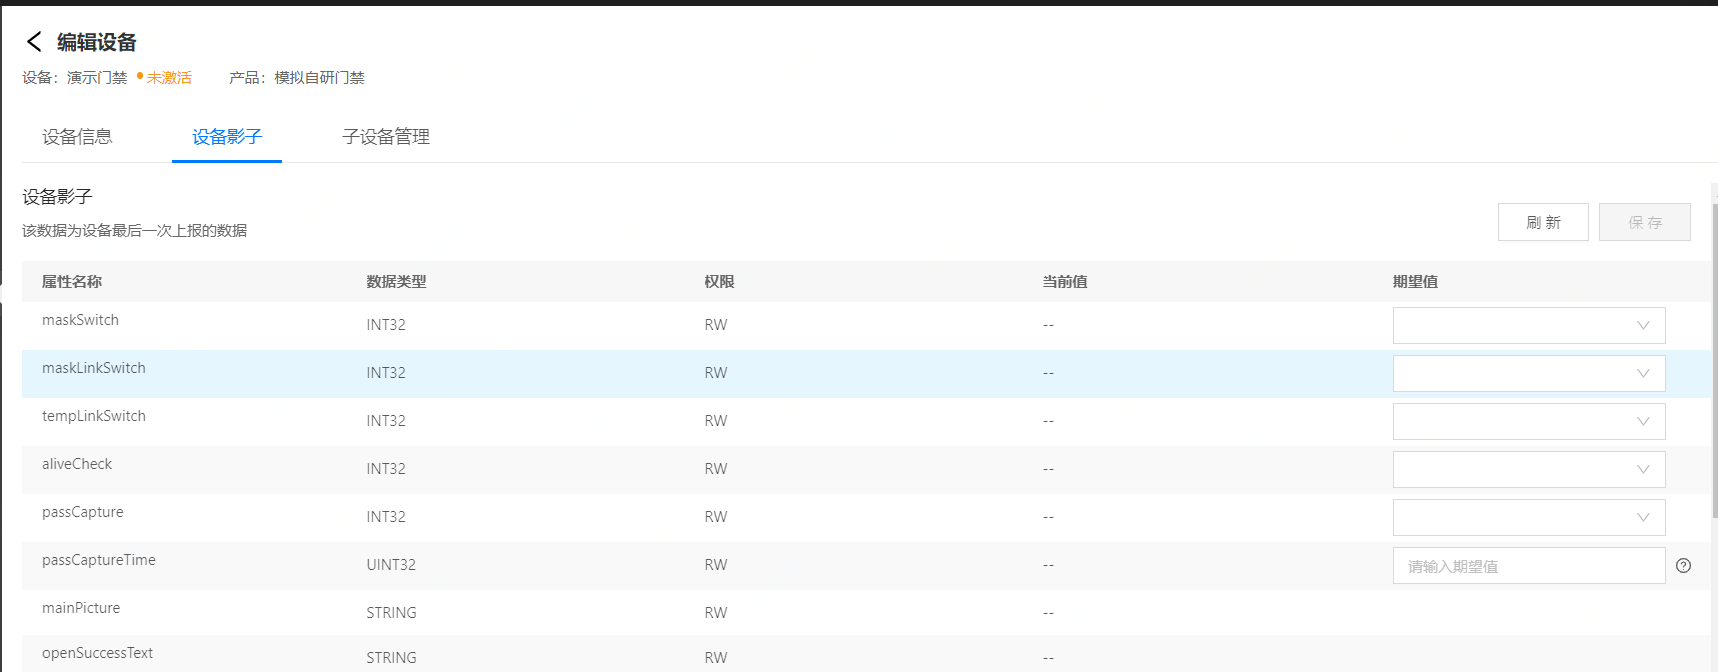 编辑设备
设备：演示门禁 未激活 产品：模拟自研门禁
设备信息 设备影子 子设备管理
设备影子
该数据为设备最后一次上报的数据
刷 新 保 存
属性名称 数据类型 权限 当前值 期望值
maskSwitch INT32 RW --
maskLinkSwitch INT32 RW --
tempLinkSwitch INT32 RW --
aliveCheck INT32 RW --
passCapture INT32 RW --
passCaptureTime UINT32 RW -- 请输入期望值
mainPicture STRING RW --
openSuccessText STRING RW --